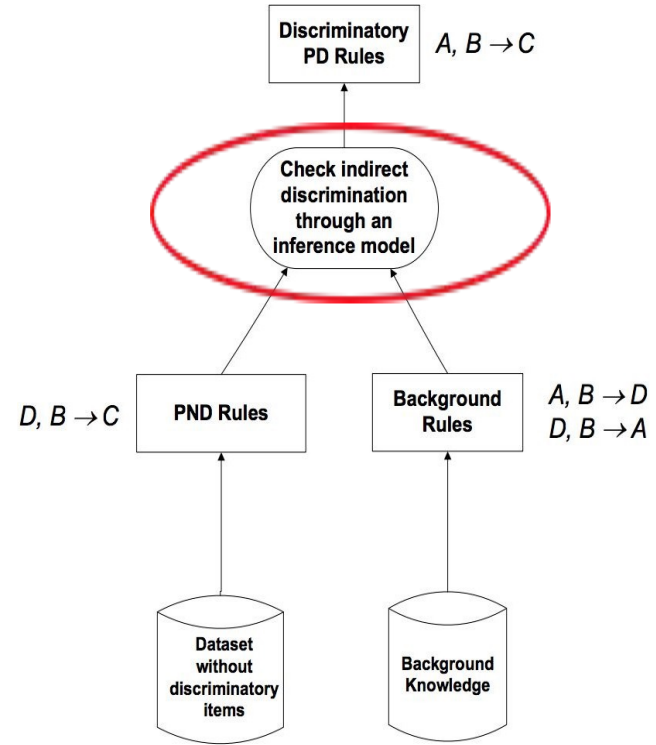 Discriminatory
PD Rules
A, B → C
Check indirect
discrimination
through an
inference model
D, B → C
PND Rules
Background
Rules
A, B → D
D, B → A
Dataset
without
discriminatory
items
Background
Knowledge